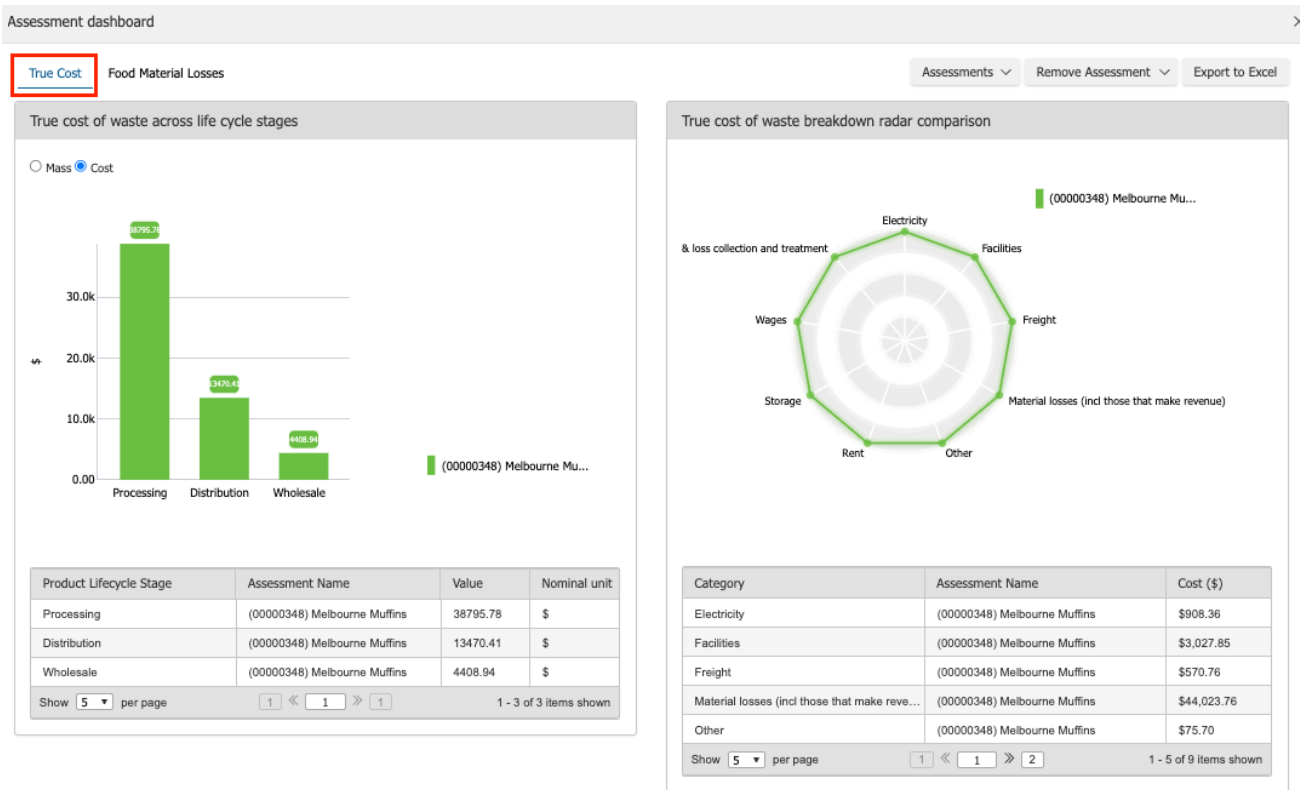 Assessment dashboard
True Cost
Food Material Losses
Assessments
Remove Assessment
Export to Excel
True cost of waste across life cycle stages
Mass
Cost
38795.78
30.0k
20.0k
10.0k
0.00
$
13470.41
4408.94
Processing
Distribution
Wholesale
(00000348) Melbourne Mu...
Product Lifecycle Stage Assessment Name Value Nominal unit
Processing (00000348) Melbourne Muffins 38795.78 $
Distribution (00000348) Melbourne Muffins 13470.41 $
Wholesale (00000348) Melbourne Muffins 4408.94 $
Show 5 per page 1 1 1 1 - 3 of 3 items shown
True cost of waste breakdown radar comparison
(00000348) Melbourne Mu...
Electricity
& loss collection and treatment
Facilities
Wages
Freight
Storage
Material losses (incl those that make revenue)
Rent
Other
Category Assessment Name Cost ($)
Electricity (00000348) Melbourne Muffins $908.36
Facilities (00000348) Melbourne Muffins $3,027.85
Freight (00000348) Melbourne Muffins $570.76
Material losses (incl those that make reve... (00000348) Melbourne Muffins $44,023.76
Other (00000348) Melbourne Muffins $75.70
Show 5 per page 1 1 2 1 - 5 of 9 items shown